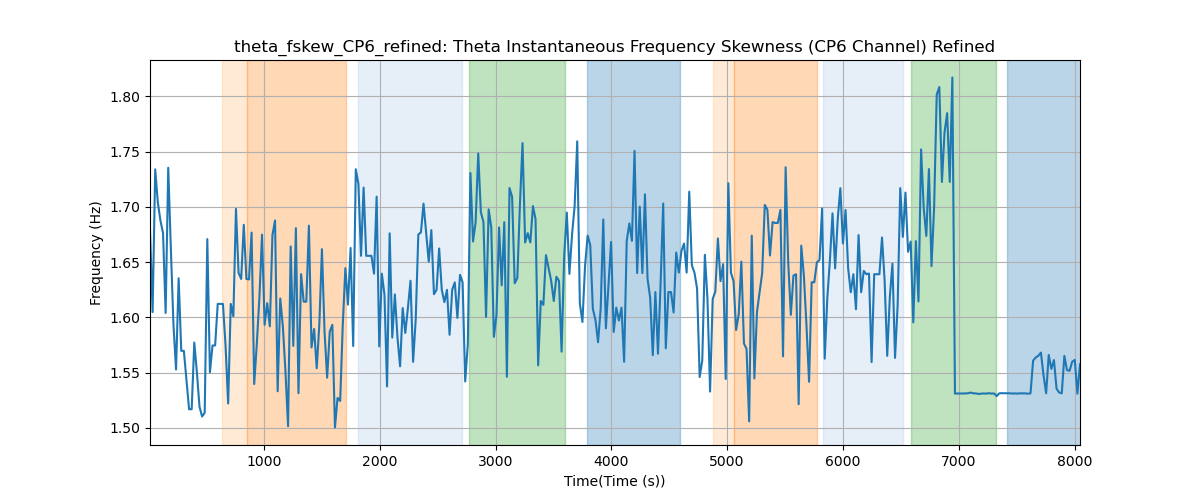 theta_fskew_CP6_refined: Theta Instantaneous Frequency Skewness (CP6 Channel) Refined
1.80
1.75
1.70
1.65
1.60
1.55
1.50
Frequency (Hz)
1000 2000 3000 4000 5000 6000 7000 8000
Time(Time (s))